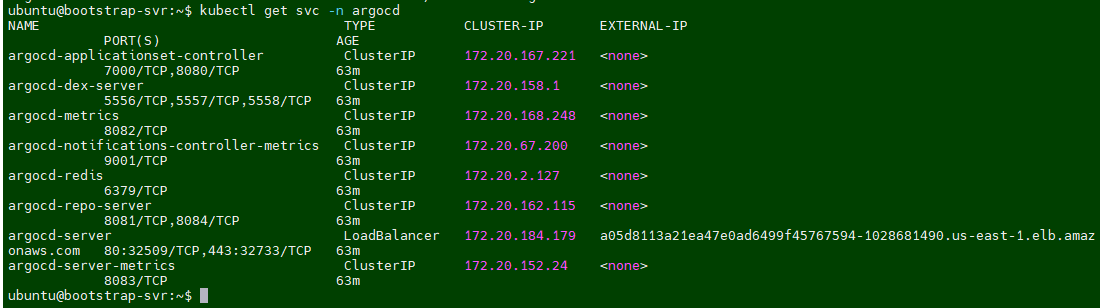 ubuntu@bootstrap-svr:~$ kubectl get svc -n argocd
NAME TYPE CLUSTER-IP EXTERNAL-IP
PORT(S) AGE
argocd-applicationset-controller ClusterIP 172.20.167.221 <none>
7000/TCP,8080/TCP 63m
argocd-dex-server ClusterIP 172.20.158.1 <none>
5556/TCP,5557/TCP,5558/TCP 63m
argocd-metrics ClusterIP 172.20.168.248 <none>
8082/TCP 63m
argocd-notifications-controller-metrics ClusterIP 172.20.67.200 <none>
9001/TCP 63m
argocd-redis ClusterIP 172.20.2.127 <none>
6379/TCP 63m
argocd-repo-server ClusterIP 172.20.162.115 <none>
8081/TCP,8084/TCP 63m
argocd-server LoadBalancer 172.20.184.179 a05d8113a21ea47e0ad6499f45767594-1028681490.us-east-1.elb.amaz
onaws.com 80:32509/TCP,443:32733/TCP 63m
argocd-server-metrics ClusterIP 172.20.152.24 <none>
8083/TCP 63m
ubuntu@bootstrap-svr:~$